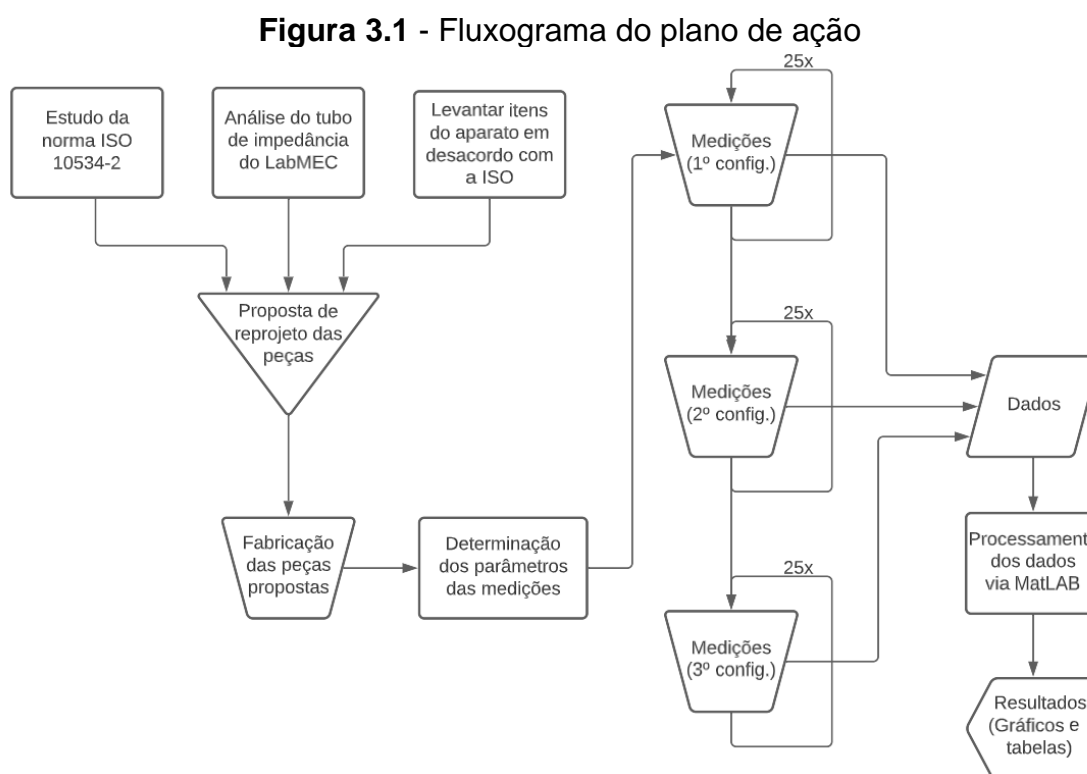 Figura 3.1 - Fluxograma do plano de ação
Estudo da
norma ISO
10534-2
Análise do tubo
de impedância
do LabMEC
Levantar itens
do aparato em
desacordo com
a ISO
Proposta de
reprojeto das
peças
Fabricação
das peças
propostas
Determinação
dos parâmetros
das medições
25x
Medições
(1º config.)
25x
Medições
(2º config.)
25x
Medições
(3º config.)
Dados
Processament
dos dados
via MatLAB
Resultados
(Gráficos e
tabelas)